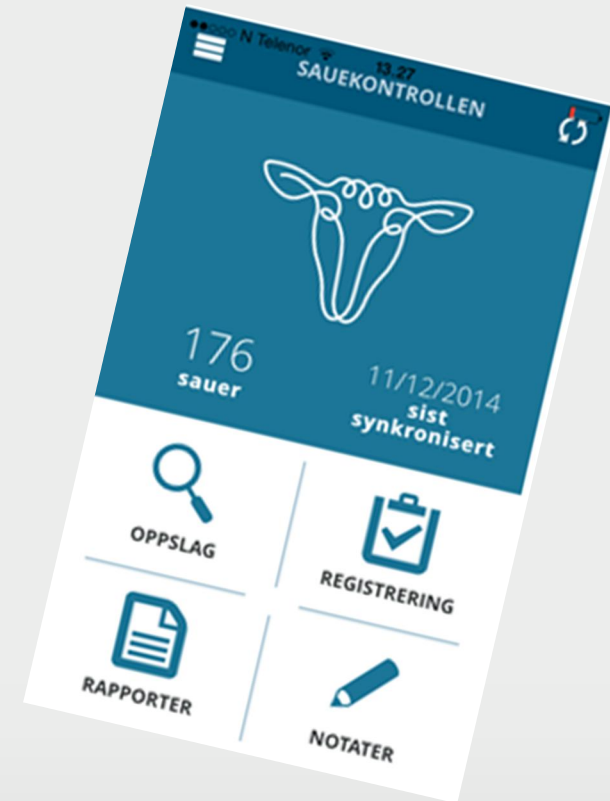 N Telenor
13.27
SAUEKONTROLLEN
176
sauer
11/12/2014
sist
synkronisert
OPPSLAG
REGISTRERING
RAPPORTER
NOTATER